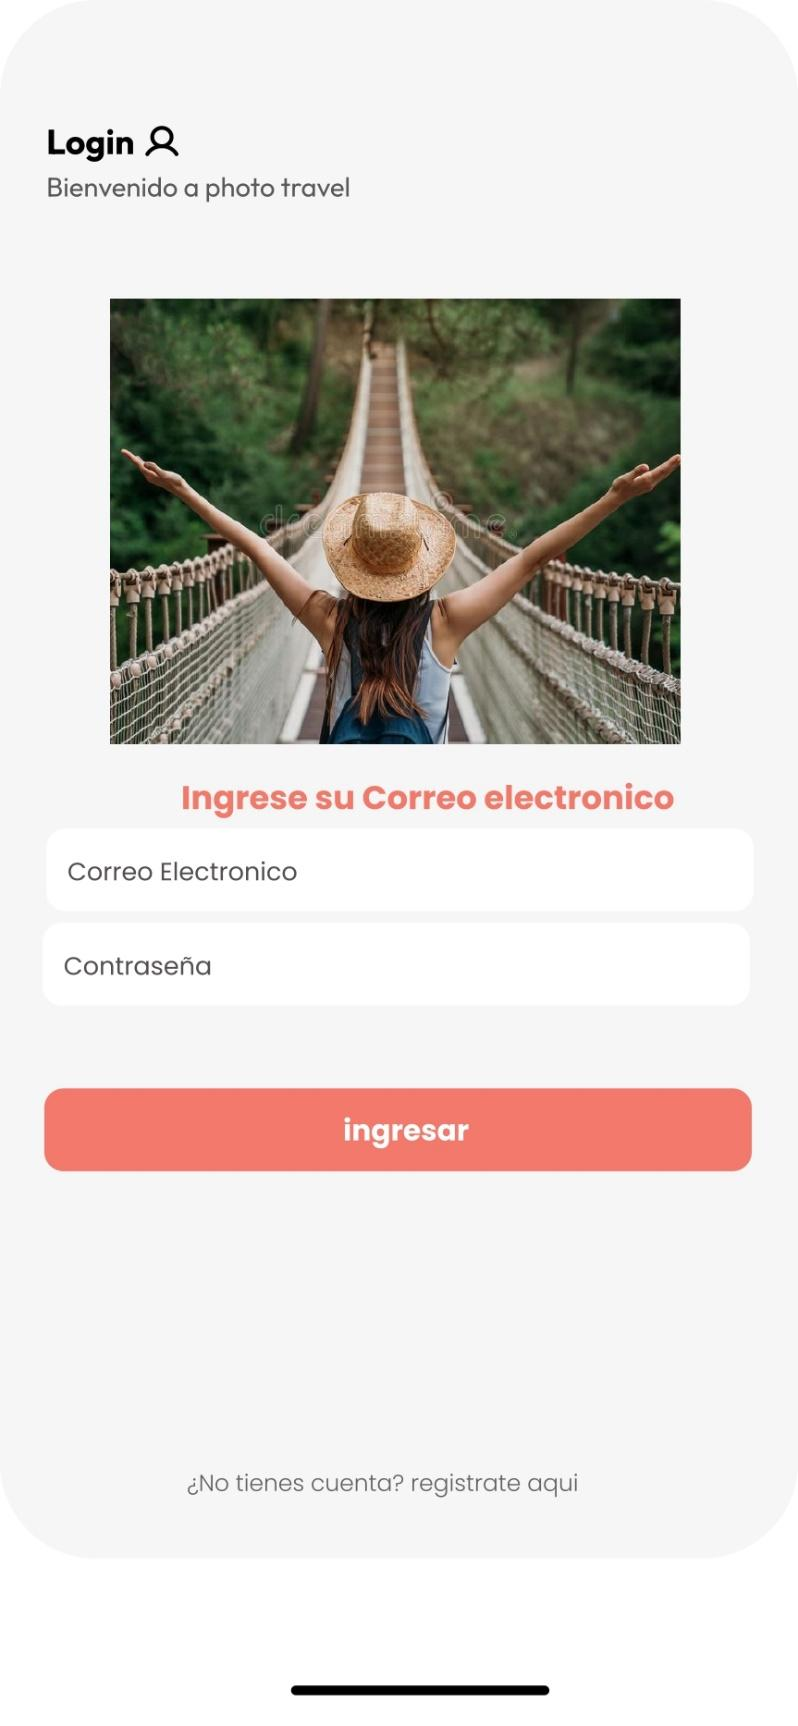 Login
Bienvenido a photo travel
Ingrese su Correo electronico
Correo Electronico
Contraseña
ingresar
¿No tienes cuenta? registrate aqui